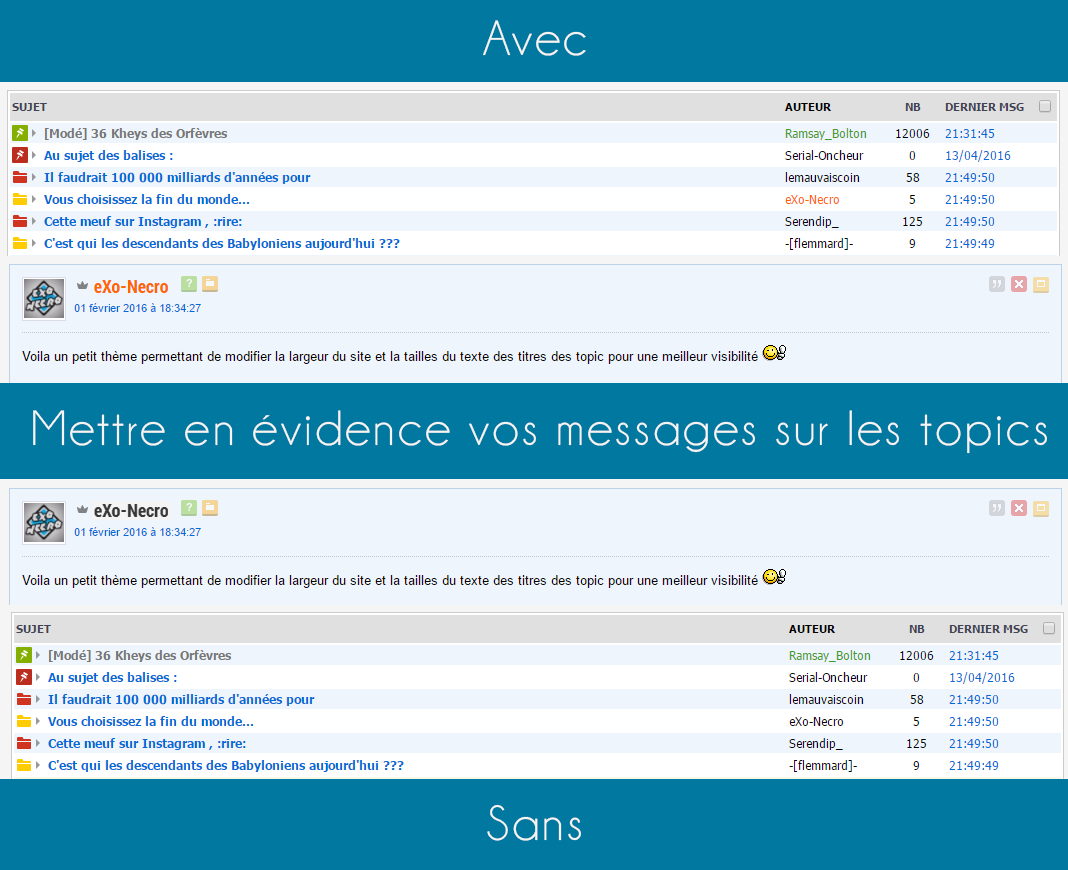 Avec
SUJET AUTEUR NB DERNIER MSG
[Modé] 36 Kheys des Orfèvres Ramsay_Bolton 12006 21:31:45
Au sujet des balises : Serial-Oncheur 0 13/04/2016
Il faudrait 100 000 milliards d'années pour lemauvaiscoin 58 21:49:50
Vous choisissez la fin du monde... eXo-Necro 5 21:49:50
Cette meuf sur Instagram , :rire: Serendip_ 125 21:49:50
C'est qui les descendants des Babyloniens aujourd'hui ??? -[flemmard]- 9 21:49:49
EXO NECRO eXo-Necro ?
01 février 2016 à 18:34:27
Voila un petit thème permettant de modifier la largeur du site et la tailles du texte des titres des topic pour une meilleur visibilité
Mettre en évidence vos messages sur les topics
EXO NECRO eXo-Necro ?
01 février 2016 à 18:34:27
Voila un petit thème permettant de modifier la largeur du site et la tailles du texte des titres des topic pour une meilleur visibilité
SUJET AUTEUR NB DERNIER MSG
[Modé] 36 Kheys des Orfèvres Ramsay_Bolton 12006 21:31:45
Au sujet des balises : Serial-Oncheur 0 13/04/2016
Il faudrait 100 000 milliards d'années pour lemauvaiscoin 58 21:49:50
Vous choisissez la fin du monde... eXo-Necro 5 21:49:50
Cette meuf sur Instagram , :rire: Serendip_ 125 21:49:50
C'est qui les descendants des Babyloniens aujourd'hui ??? -[flemmard]- 9 21:49:49
Sans